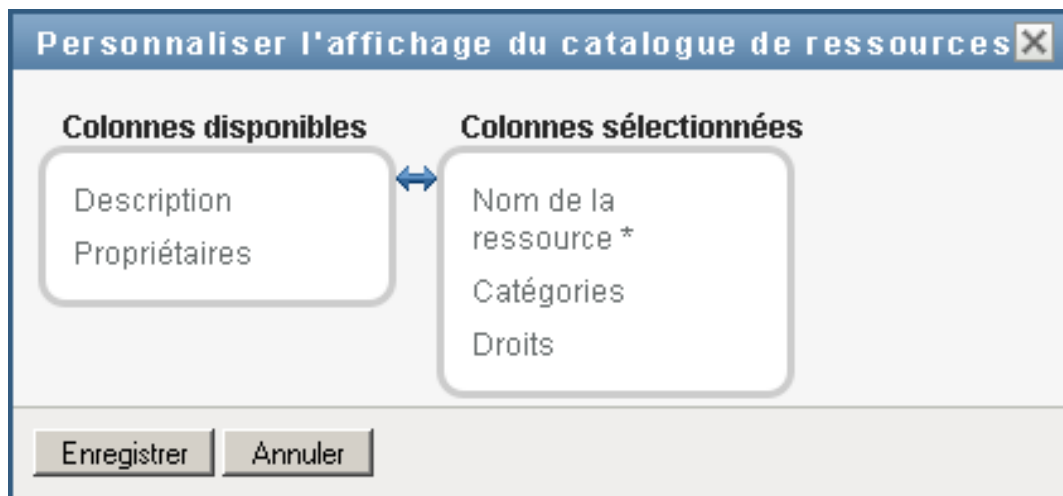 Personnaliser l'affichage du catalogue de ressources
Colonnes disponibles
Description
Propriétaires
Colonnes sélectionnées
Nom de la
ressource *
Catégories
Droits
Enregistrer
Annuler